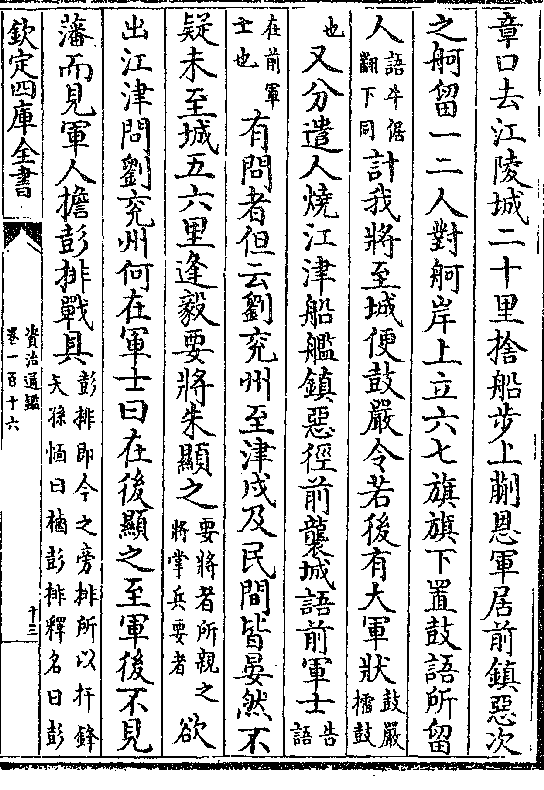 章口去江陵城二十里捨船步上蒯恩軍居前鎮惡次
之舸留一二人對舸岸上立六七旗旗下置鼓語所留
人語牛倨翻下同計我將至城便鼓嚴令若後有大軍狀鼓嚴擂鼓
也又分遣人燒江津船艦鎮惡徑前襲城語前軍士告語
在前軍士也有問者但云劉兖州至津戍及民間皆晏然不
疑未至城五六里逢毅要將朱顯之要將者所親之將掌兵要者欲
出江津問劉兖州何在軍士曰在後顯之至軍後不見
藩而見軍人擔彭排戰具彭排即今之旁排所以扞鋒矢孫愐曰櫓彭排釋名曰彭
欽定四庫全書
資治通鑑
卷一百十六
十三